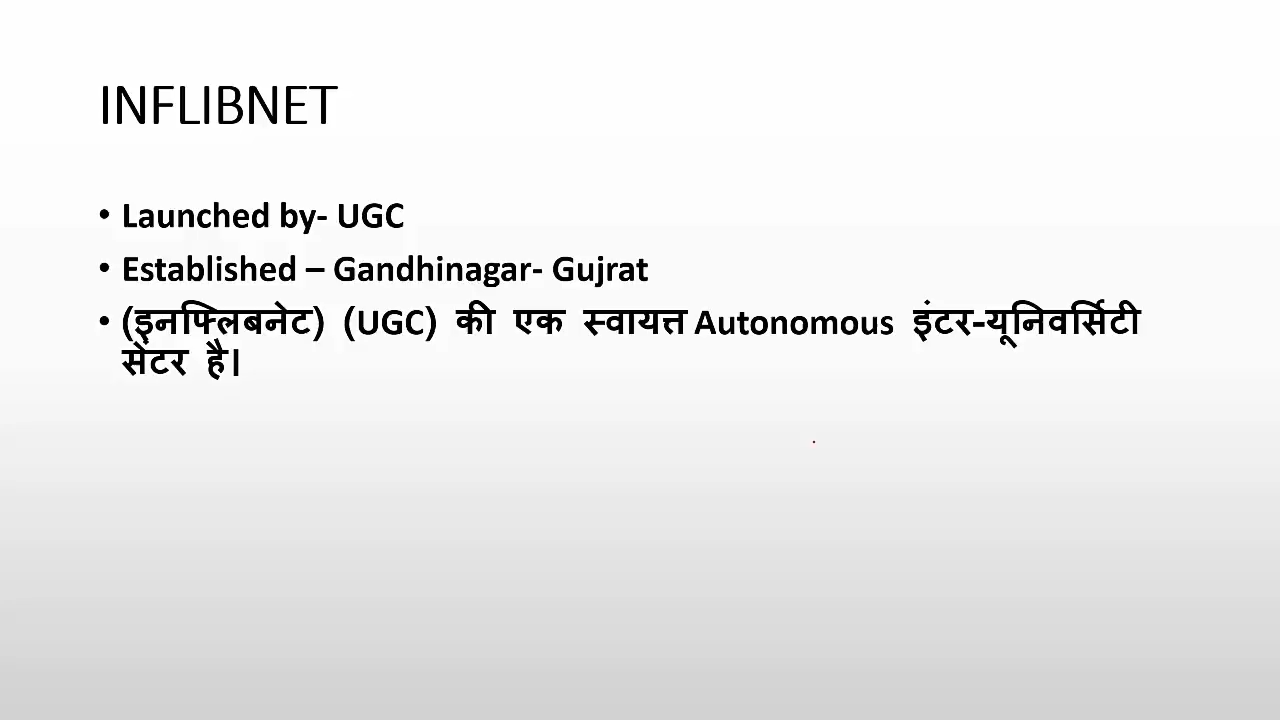 INFLIBNET
• Launched by- UGC
• Established – Gandhinagar- Gujrat
• (इनफ्लिबनेट) (UGC) की एक स्वायत्त Autonomous इंटर-यूनिवर्सिटी
सेंटर है।